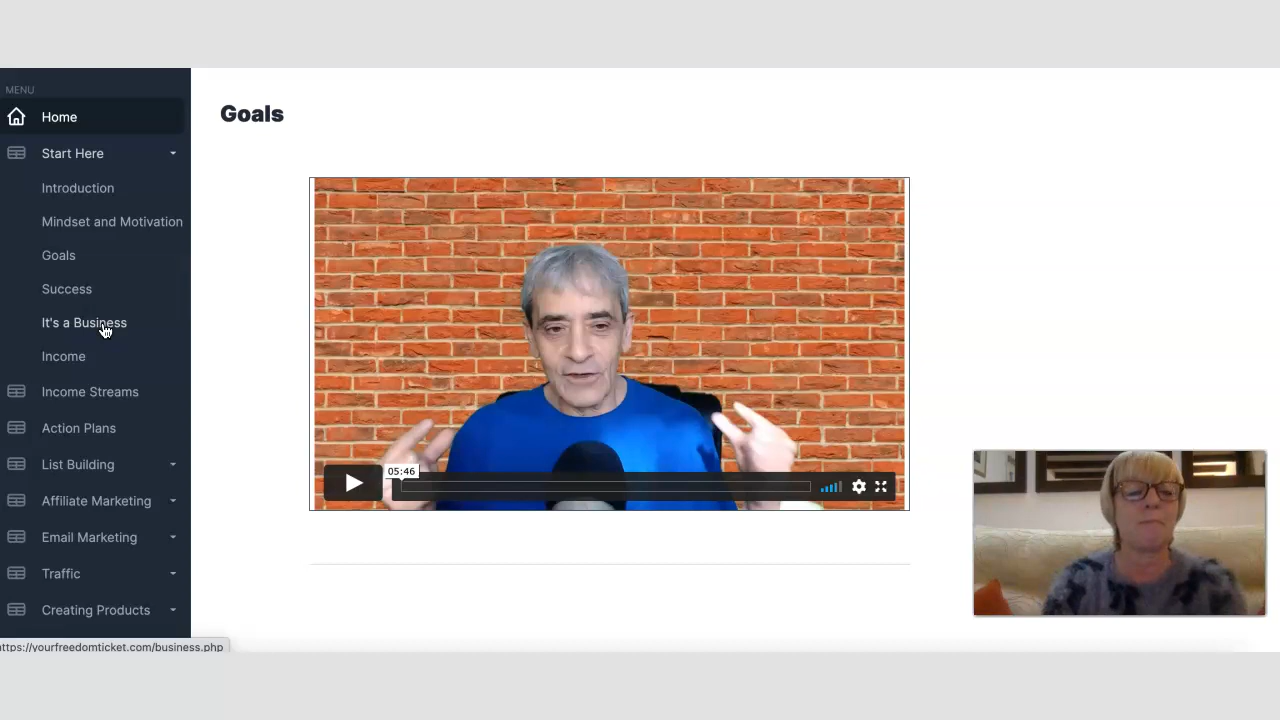 MENU
Home
Start Here
Introduction
Mindset and Motivation
Goals
Success
It's a Business
Income
Income Streams
Action Plans
List Building
Affiliate Marketing
Email Marketing
Traffic
Creating Products
ttps://yourfreedomticket.com/business.php
Goals
05:46